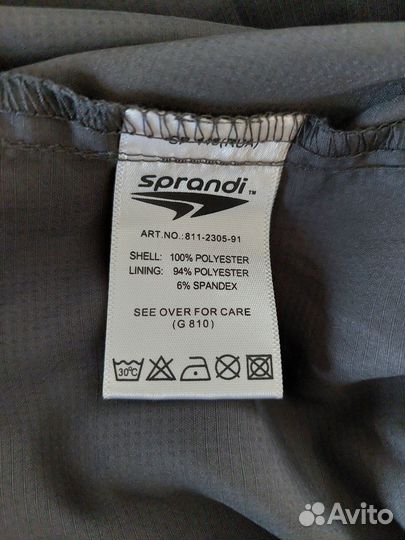 sprandi™
ART.NO.:811-2305-91
SHELL: 100% POLYESTER
LINING: 94% POLYESTER
6% SPANDEX
SEE OVER FOR CARE
(G 810)
30°C
Avito